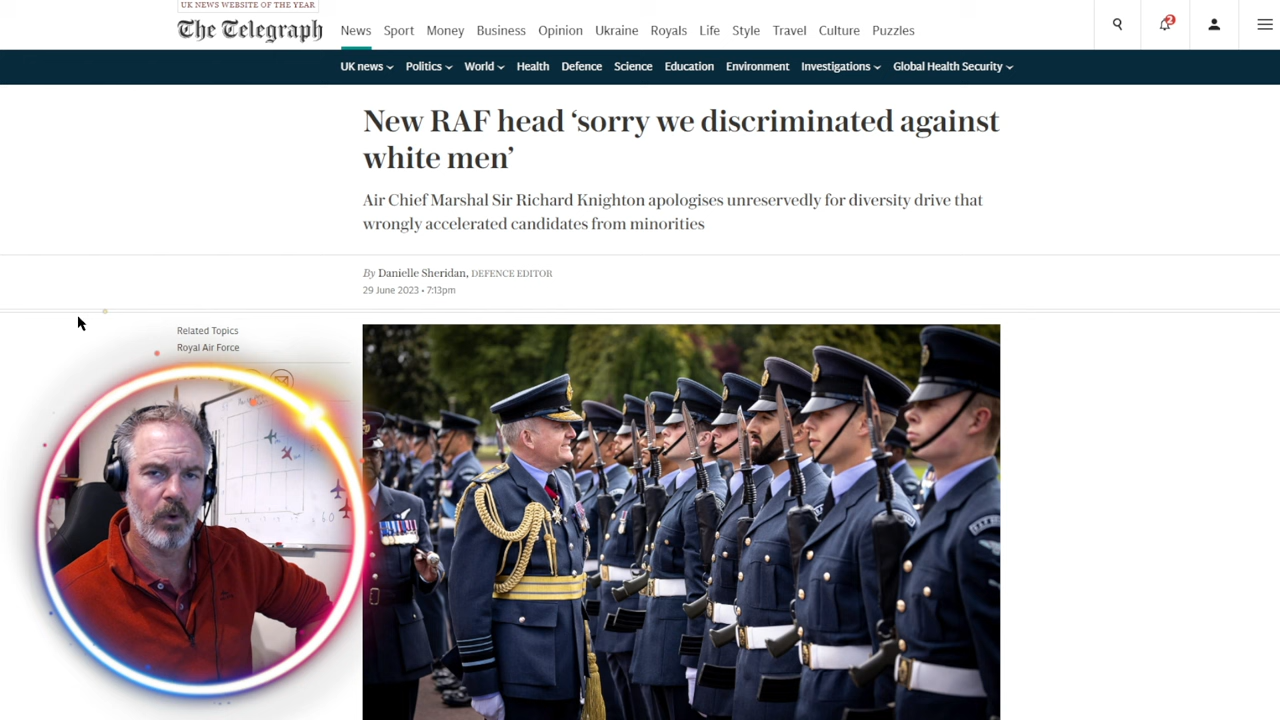 UK NEWS WEBSITE OF THE YEAR
The Telegraph
News Sport Money Business Opinion Ukraine Royals Life Style Travel Culture Puzzles
2
UK news Politics World Health Defence Science Education Environment Investigations Global Health Security
New RAF head ‘sorry we discriminated against
white men’
Air Chief Marshal Sir Richard Knighton apologises unreservedly for diversity drive that
wrongly accelerated candidates from minorities
By Danielle Sheridan, DEFENCE EDITOR
29 June 2023 • 7:13pm
Related Topics
Royal Air Force